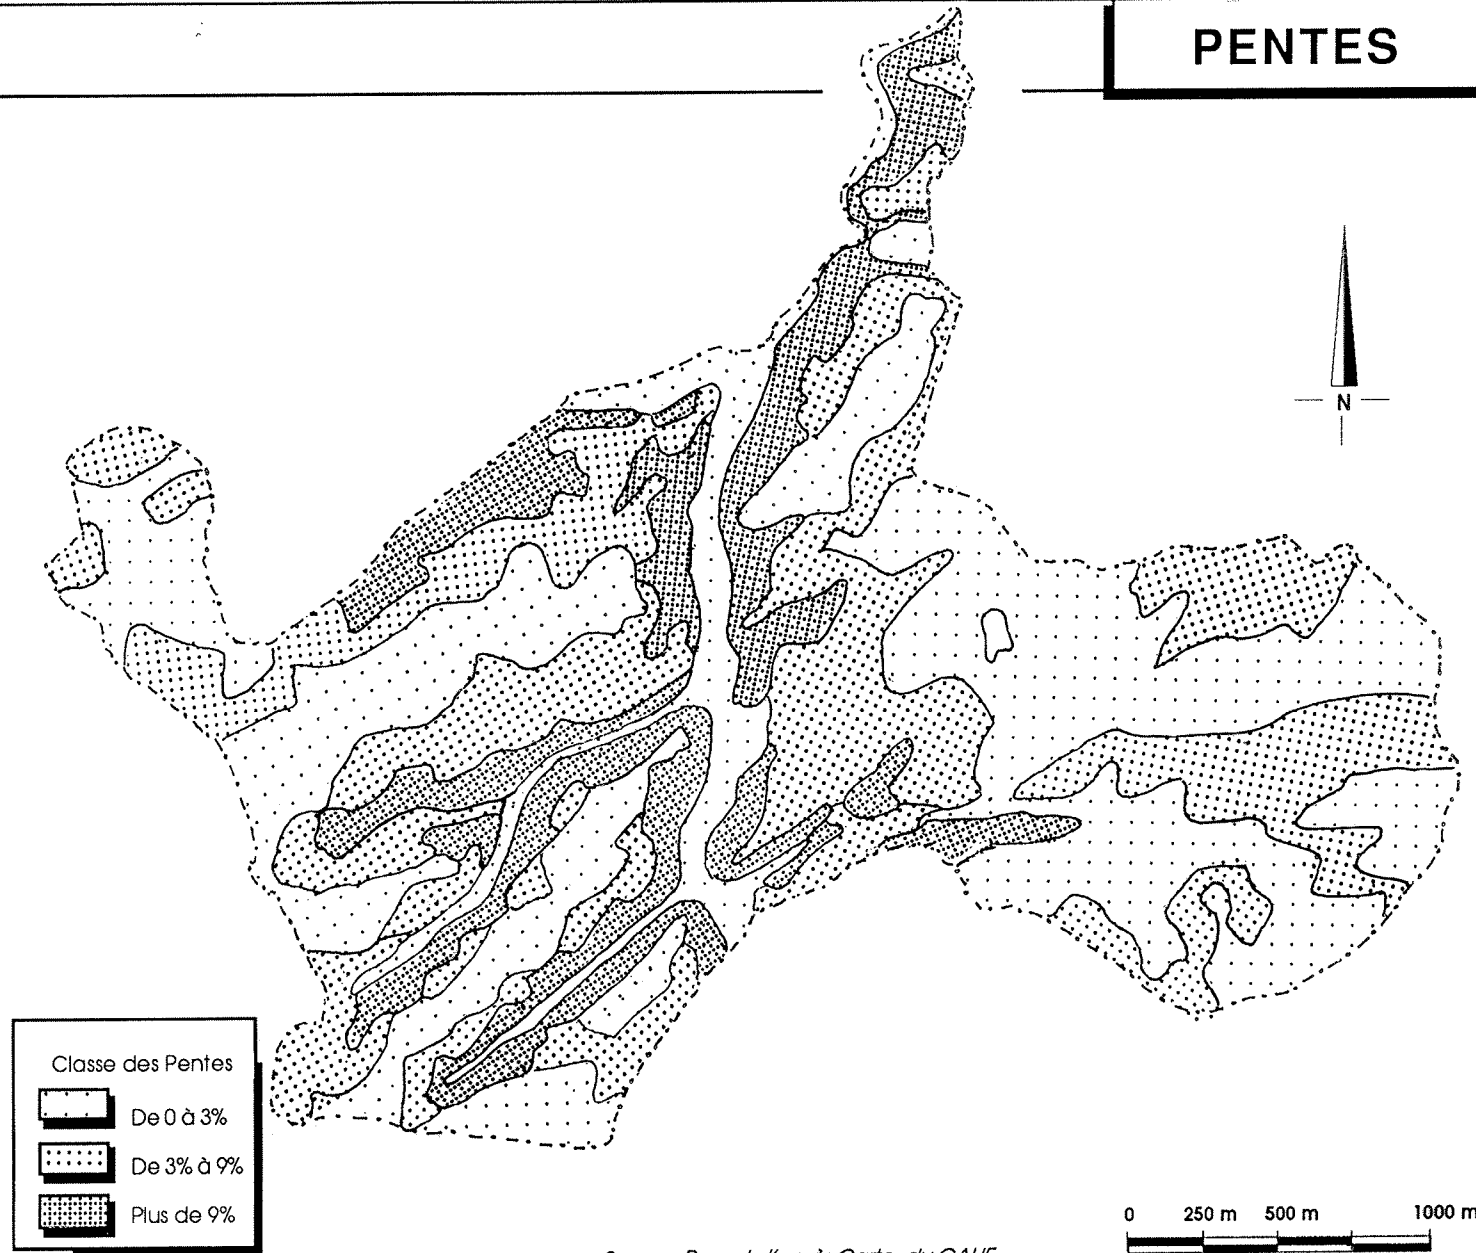 PENTES
N
Classe des Pentes
De 0 à 3%
De 3% à 9%
Plus de 9%
0 250 m 500 m 1000 m